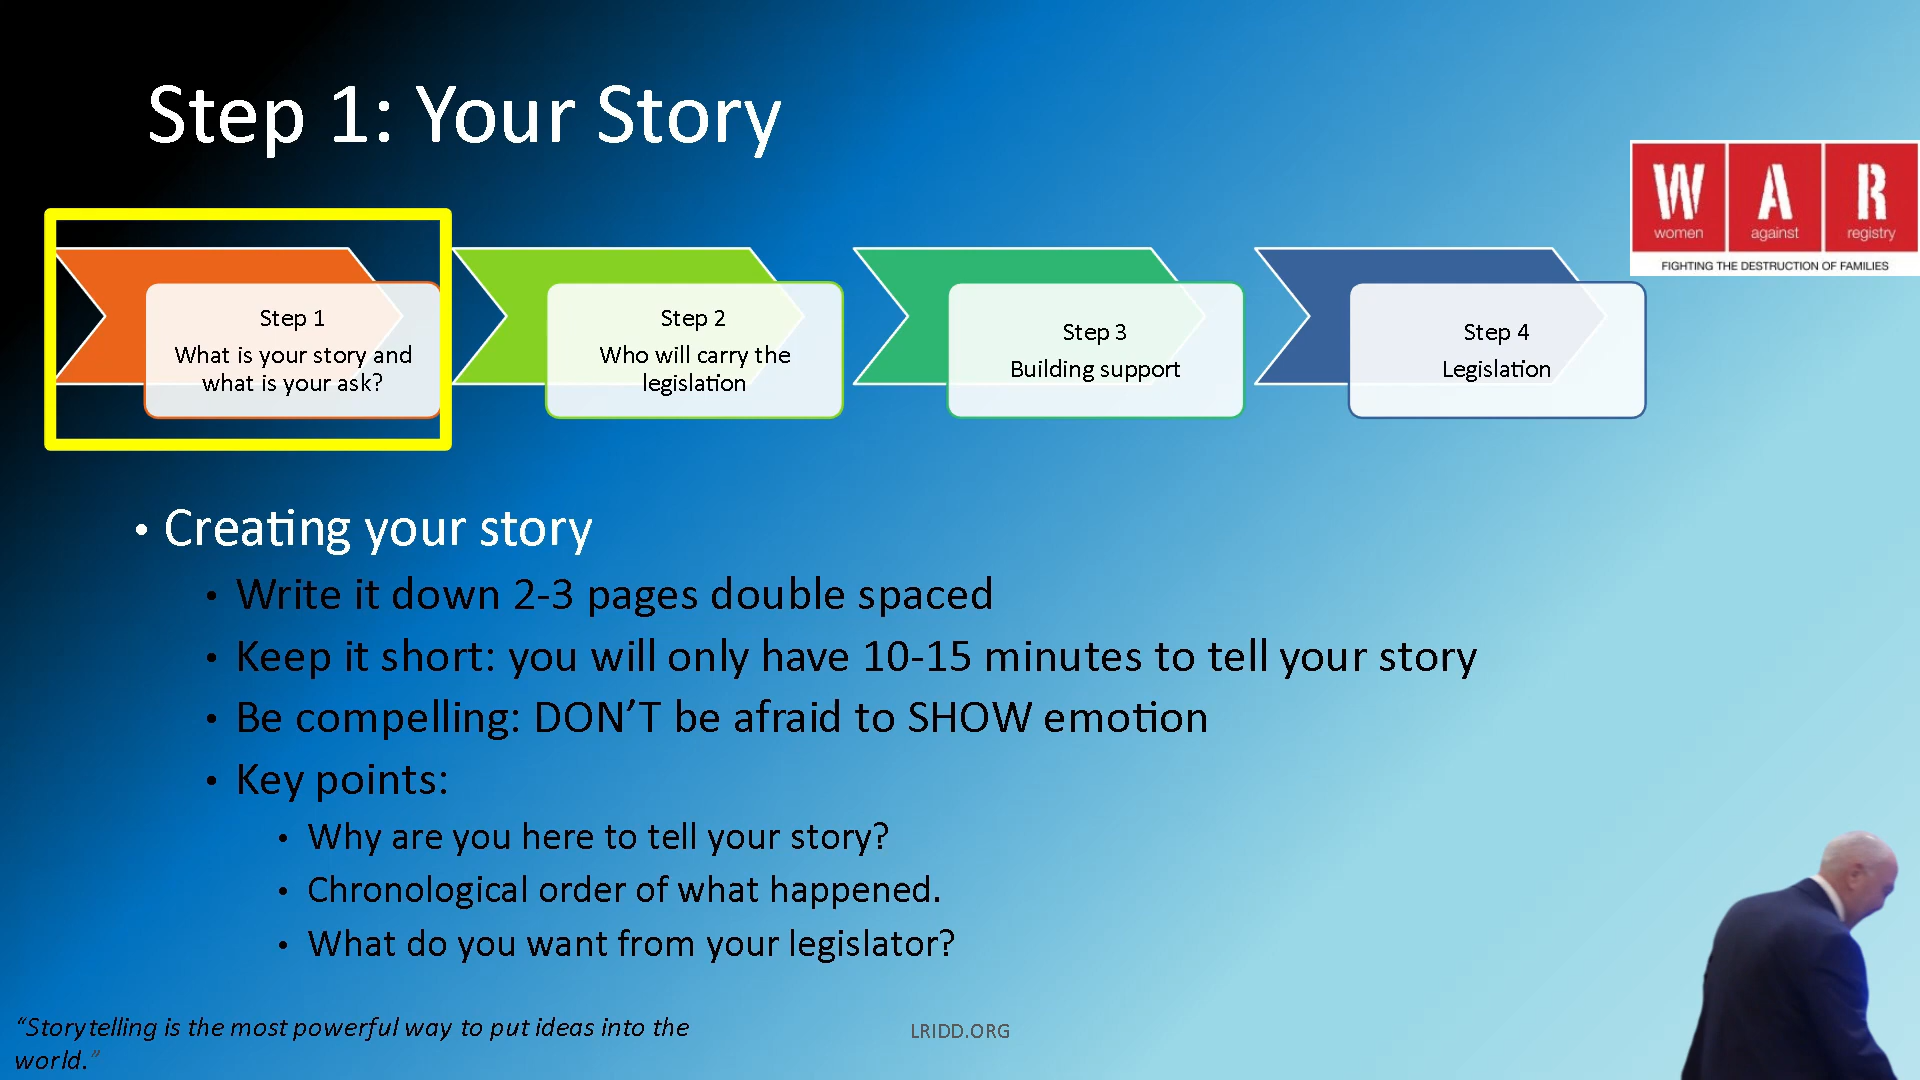 Step 1: Your Story
W A R
women against registry
FIGHTING THE DESTRUCTION OF FAMILIES
Step 1
What is your story and
what is your ask?
Step 2
Who will carry the
legislation
Step 3
Building support
Step 4
Legislation
• Creating your story
• Write it down 2-3 pages double spaced
• Keep it short: you will only have 10-15 minutes to tell your story
• Be compelling: DON’T be afraid to SHOW emotion
• Key points:
• Why are you here to tell your story?
• Chronological order of what happened.
• What do you want from your legislator?
“Storytelling is the most powerful way to put ideas into the
world.”
LRIDD.ORG